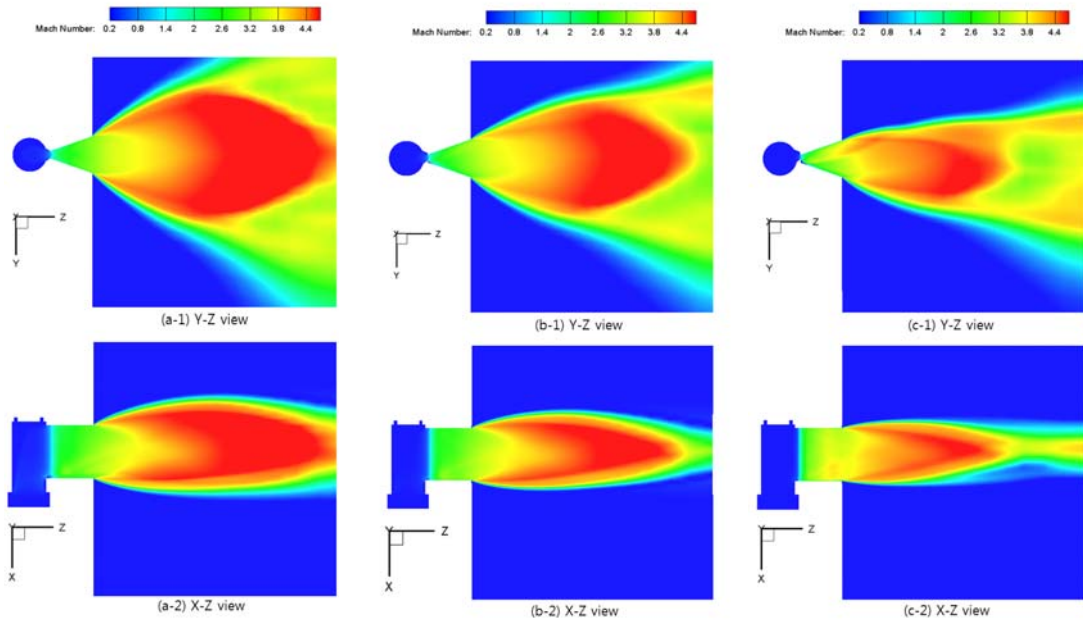 Mach Number: 0.2 0.8 1.4 2 2.6 3.2 3.8 4.4
Mach Number: 0.2 0.8 1.4 2 2.6 3.2 3.8 4.4
Mach Number: 0.2 0.8 1.4 2 2.6 3.2 3.8 4.4
X Z
Y
X Z
Y
X Z
Y
(a-1) Y-Z view
(b-1) Y-Z view
(c-1) Y-Z view
Y Z
X
Y Z
X
Y Z
X
(a-2) X-Z view
(b-2) X-Z view
(c-2) X-Z view